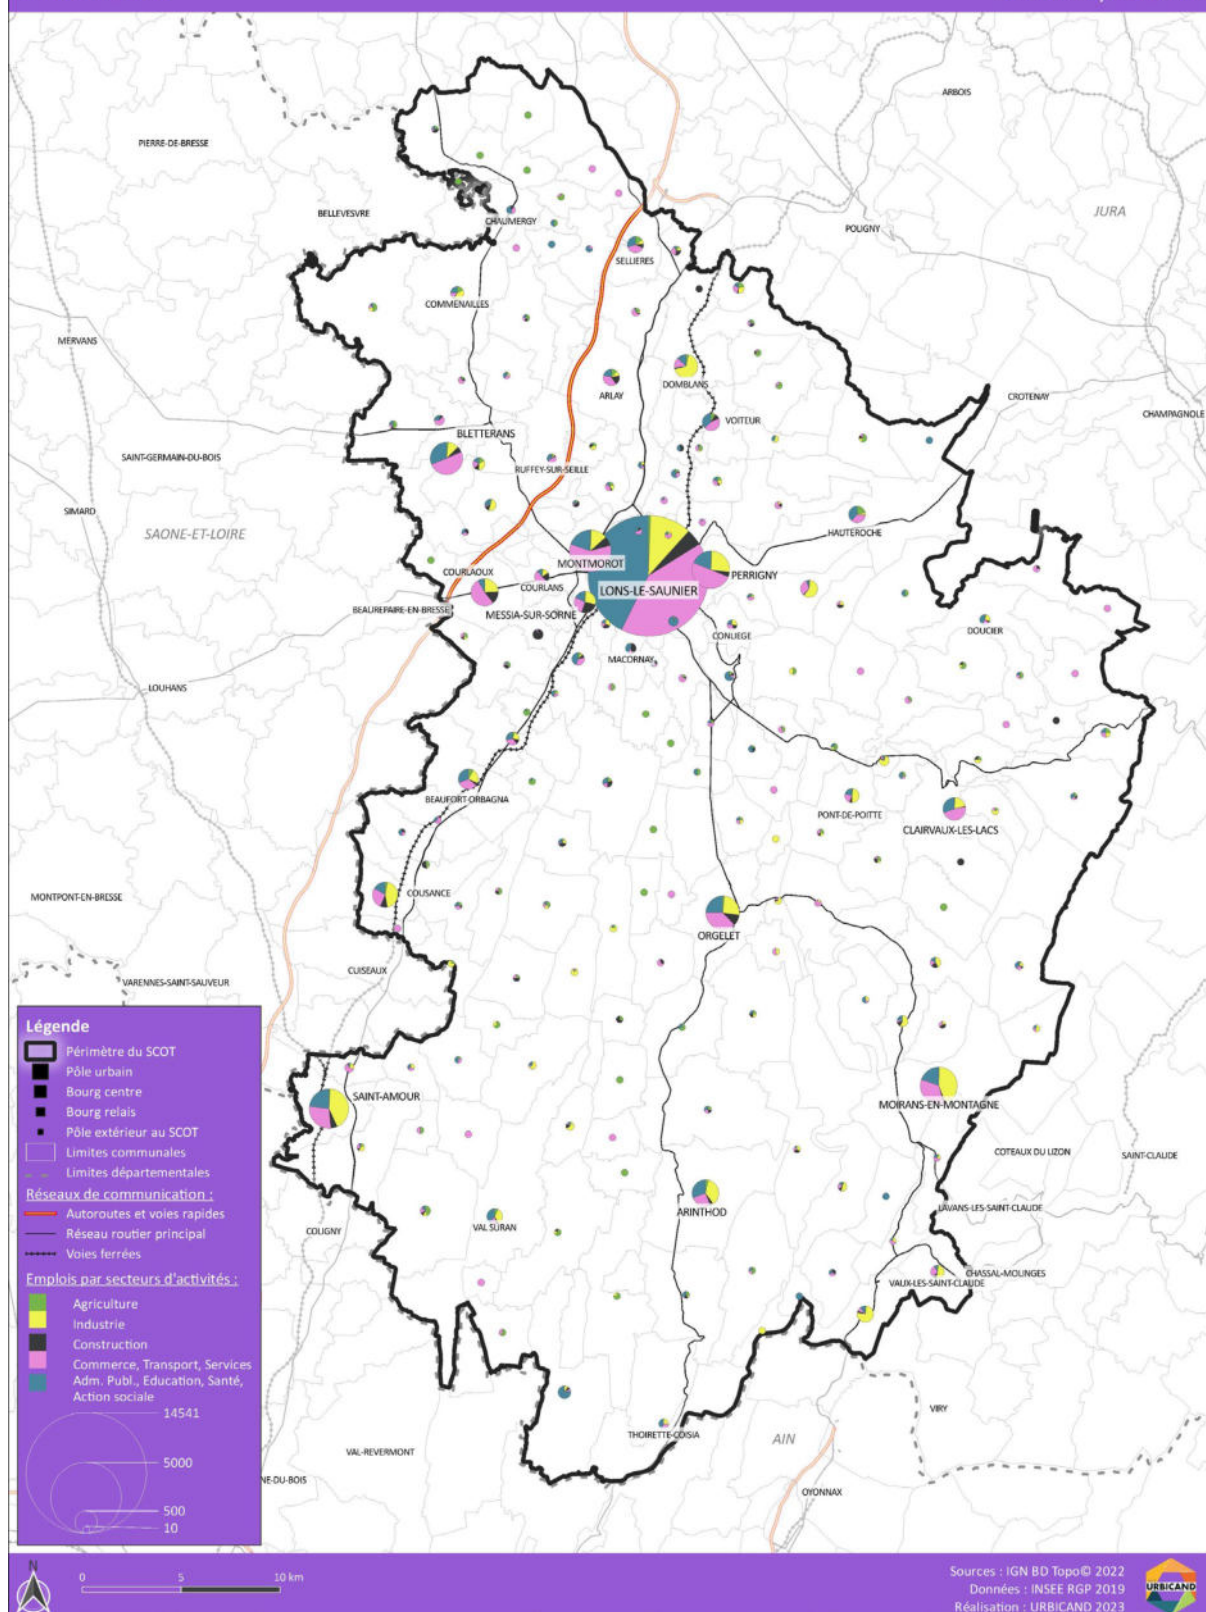 ARBOIS
PIERRE-DE-BRESSE
BELLEVESVRE
JURA
CHAUMERGY
POLIGNY
SELLIERES
COMMENAILLES
MERVANS
DOMBLANS
ARLAY
CROTENAY
CHAMPAGNOLE
VOITEUR
BLETTERANS
SAINT-GERMAIN-DU-BOIS
RUFFEY-SUR-SEILLE
SIMARD
SAONE-ET-LOIRE
HAUTEROCHE
MONTMOROT
COURLAOUX
PERRIGNY
COURLANS
LONS-LE-SAUNIER
BEAUREPAIRE-EN-BRESSE
MESSIA-SUR-SORNE
DOUCIER
CONLIEGE
MACORNAY
LOUHANS
BEAUFORT-ORBAGNA
PONT-DE-POITTE
CLAIRVAUX-LES-LACS
MONTPONT-EN-BRESSE
COUSANCE
ORGELET
CUISEAUX
VARENNES-SAINT-SAUVEUR
SAINT-AMOUR
MOIRANS-EN-MONTAGNE
COTEAUX DU LIZON
SAINT-CLAUDE
LAVANS-LES-SAINT-CLAUDE
ARINTHOD
VAL SURAN
COLIGNY
CHASSAL-MOLINGES
VAUX-LES-SAINT-CLAUDE
VIRY
THOIRETTE-COISIA
AIN
VAL-REVERMONT
NE-DU-BOIS
OYONNAX
Légende
Périmètre du SCOT
Pôle urbain
Bourg centre
Bourg relais
Pôle extérieur au SCOT
Limites communales
Limites départementales
Réseaux de communication :
Autoroutes et voies rapides
Réseau routier principal
Voies ferrées
Emplois par secteurs d'activités :
Agriculture
Industrie
Construction
Commerce, Transport, Services
Adm. Publ., Education, Santé,
Action sociale
14541
5000
500
10
N
0 5 10 km
Sources : IGN BD Topo© 2022
Données : INSEE RGP 2019
Réalisation : URBICAND 2023
URBICAND